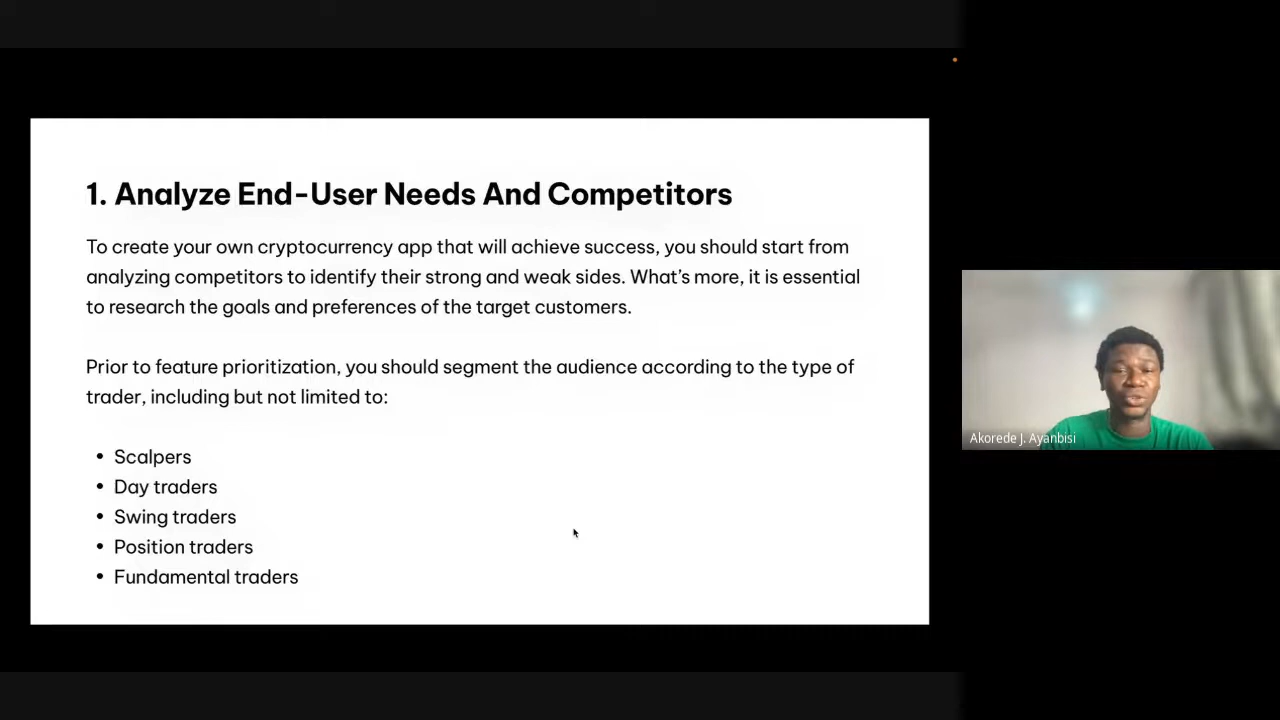 1. Analyze End-User Needs And Competitors
To create your own cryptocurrency app that will achieve success, you should start from
analyzing competitors to identify their strong and weak sides. What’s more, it is essential
to research the goals and preferences of the target customers.
Prior to feature prioritization, you should segment the audience according to the type of
trader, including but not limited to:
• Scalpers
• Day traders
• Swing traders
• Position traders
• Fundamental traders
Akorede J. Ayanbisi